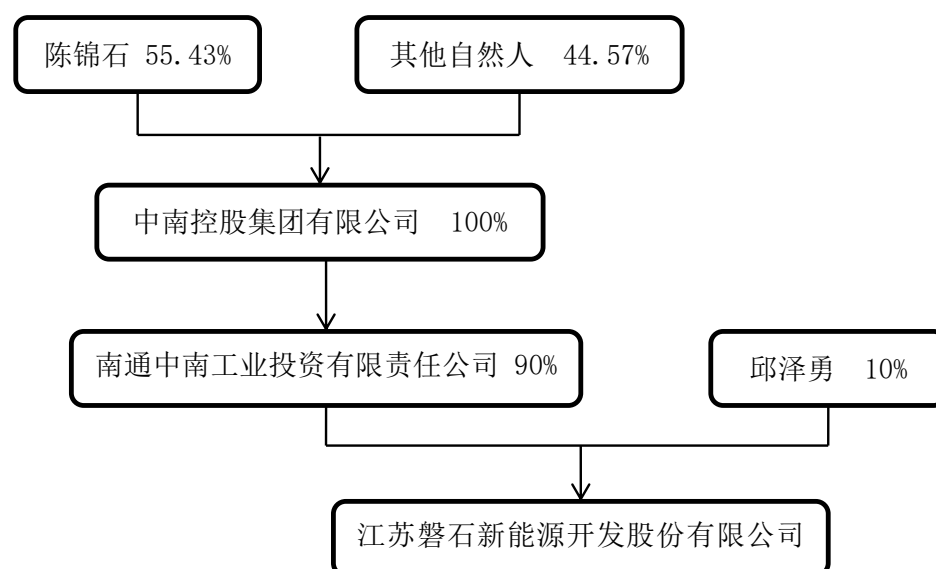 陈锦石 55.43%
其他自然人 44.57%
中南控股集团有限公司 100%
南通中南工业投资有限责任公司 90%
邱泽勇 10%
江苏磐石新能源开发股份有限公司